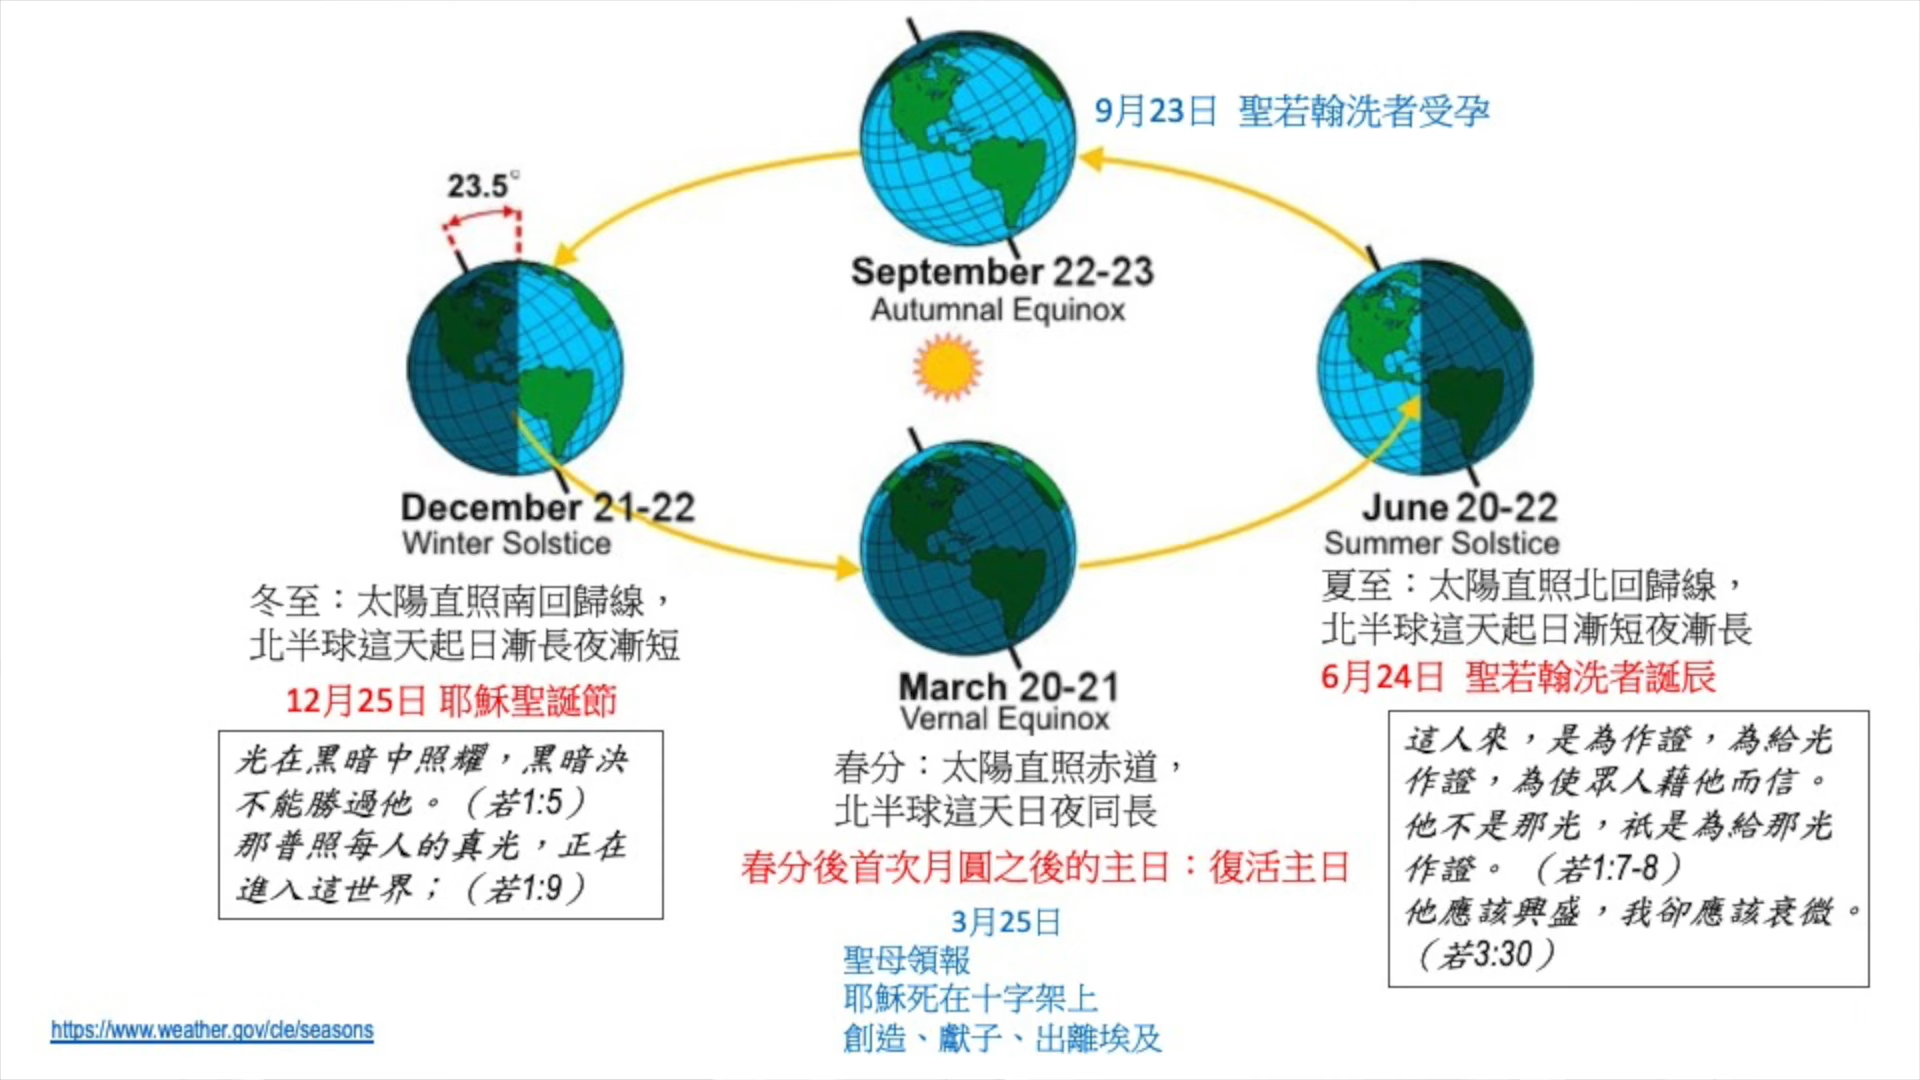 9月23日 聖若翰洗者受孕
23.5°
September 22-23
Autumnal Equinox
December 21-22
Winter Solstice
冬至：太陽直照南回歸線，
北半球這天起日漸長夜漸短
12月25日 耶穌聖誕節
光在黑暗中照耀，黑暗決
不能勝過他。（若1:5）
那普照每人的真光，正在
進入這世界；（若1:9）
March 20-21
Vernal Equinox
春分：太陽直照赤道，
北半球這天日夜同長
春分後首次月圓之後的主日：復活主日
3月25日
聖母領報
耶穌死在十字架上
創造、獻子、出離埃及
June 20-22
Summer Solstice
夏至：太陽直照北回歸線，
北半球這天起日漸短夜漸長
6月24日 聖若翰洗者誕辰
這人來，是為作證，為給光
作證，為使眾人藉他而信。
他不是那光，祇是為給那光
作證。（若1:7-8）
他應該興盛，我卻應該衰微。
（若3:30）
https://www.weather.gov/cle/seasons